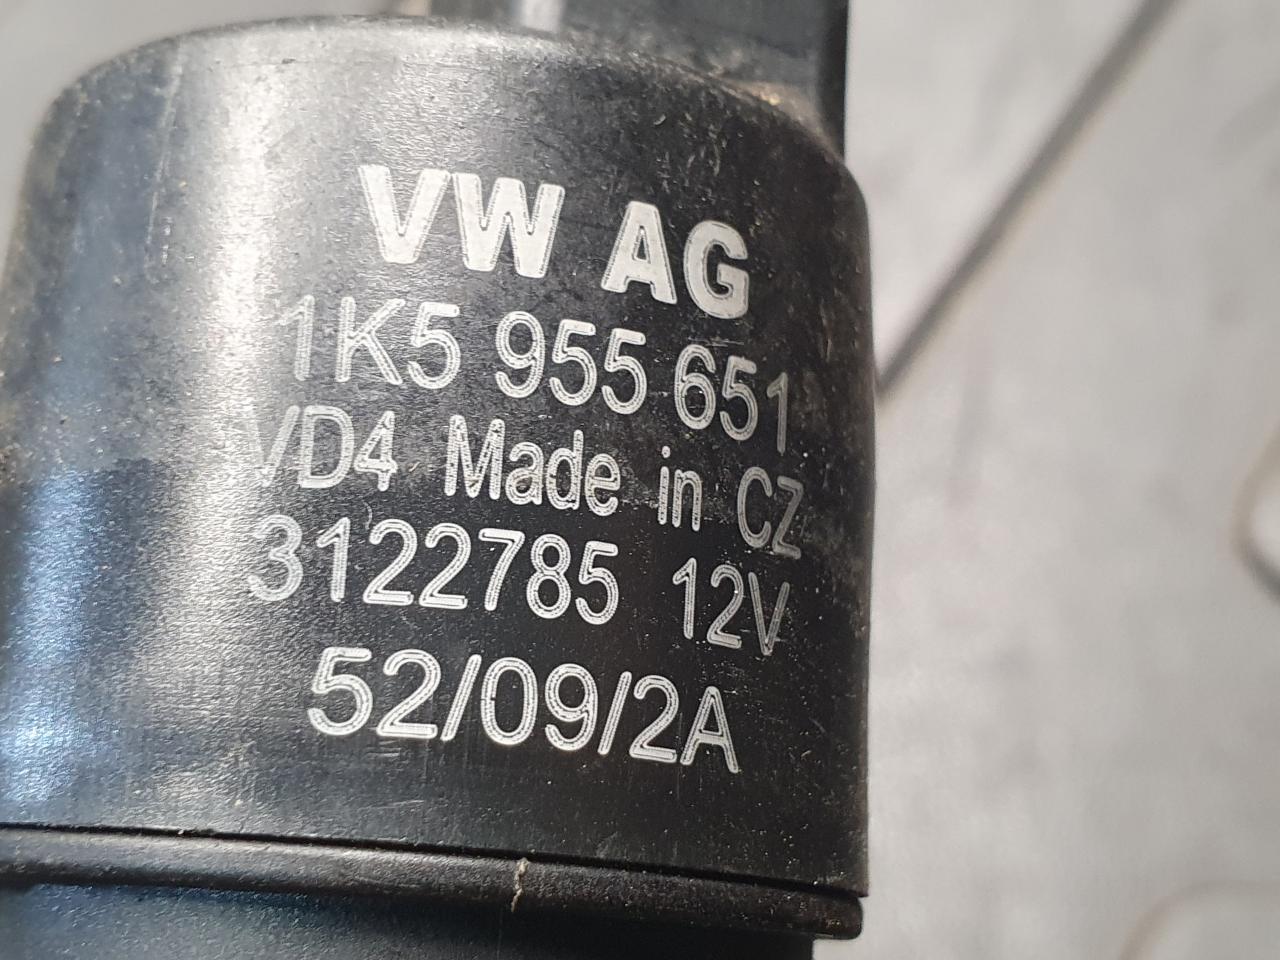 VW AG
1K5 955 651
VD4 Made in CZ
3122785 12V
52/09/2A